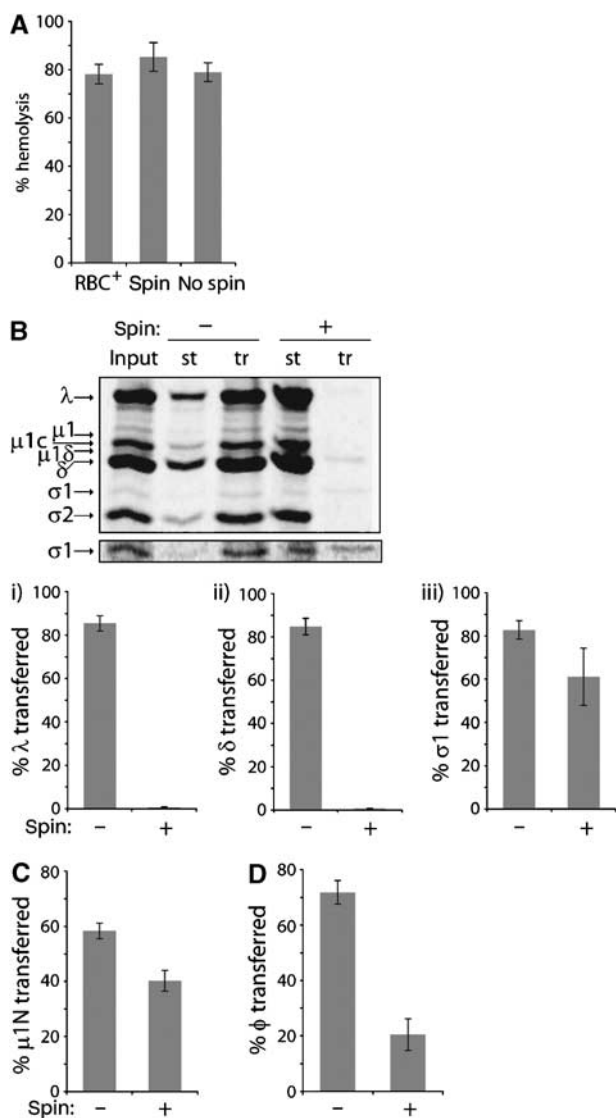 A
100
80
60
40
20
0
% hemolysis
RBC+ Spin No spin
B
Spin: − +
Input st tr st tr
λ
μ1
μ1c
μ1δ
δ
σ1
σ2
σ1
i)
100
80
60
40
20
0
% λ transferred
Spin: − +
ii)
100
80
60
40
20
0
% δ transferred
− +
iii)
100
80
60
40
20
0
% σ1 transferred
− +
C
80
60
40
20
0
% μ1N transferred
Spin: − +
D
80
60
40
20
0
% ϕ transferred
− +